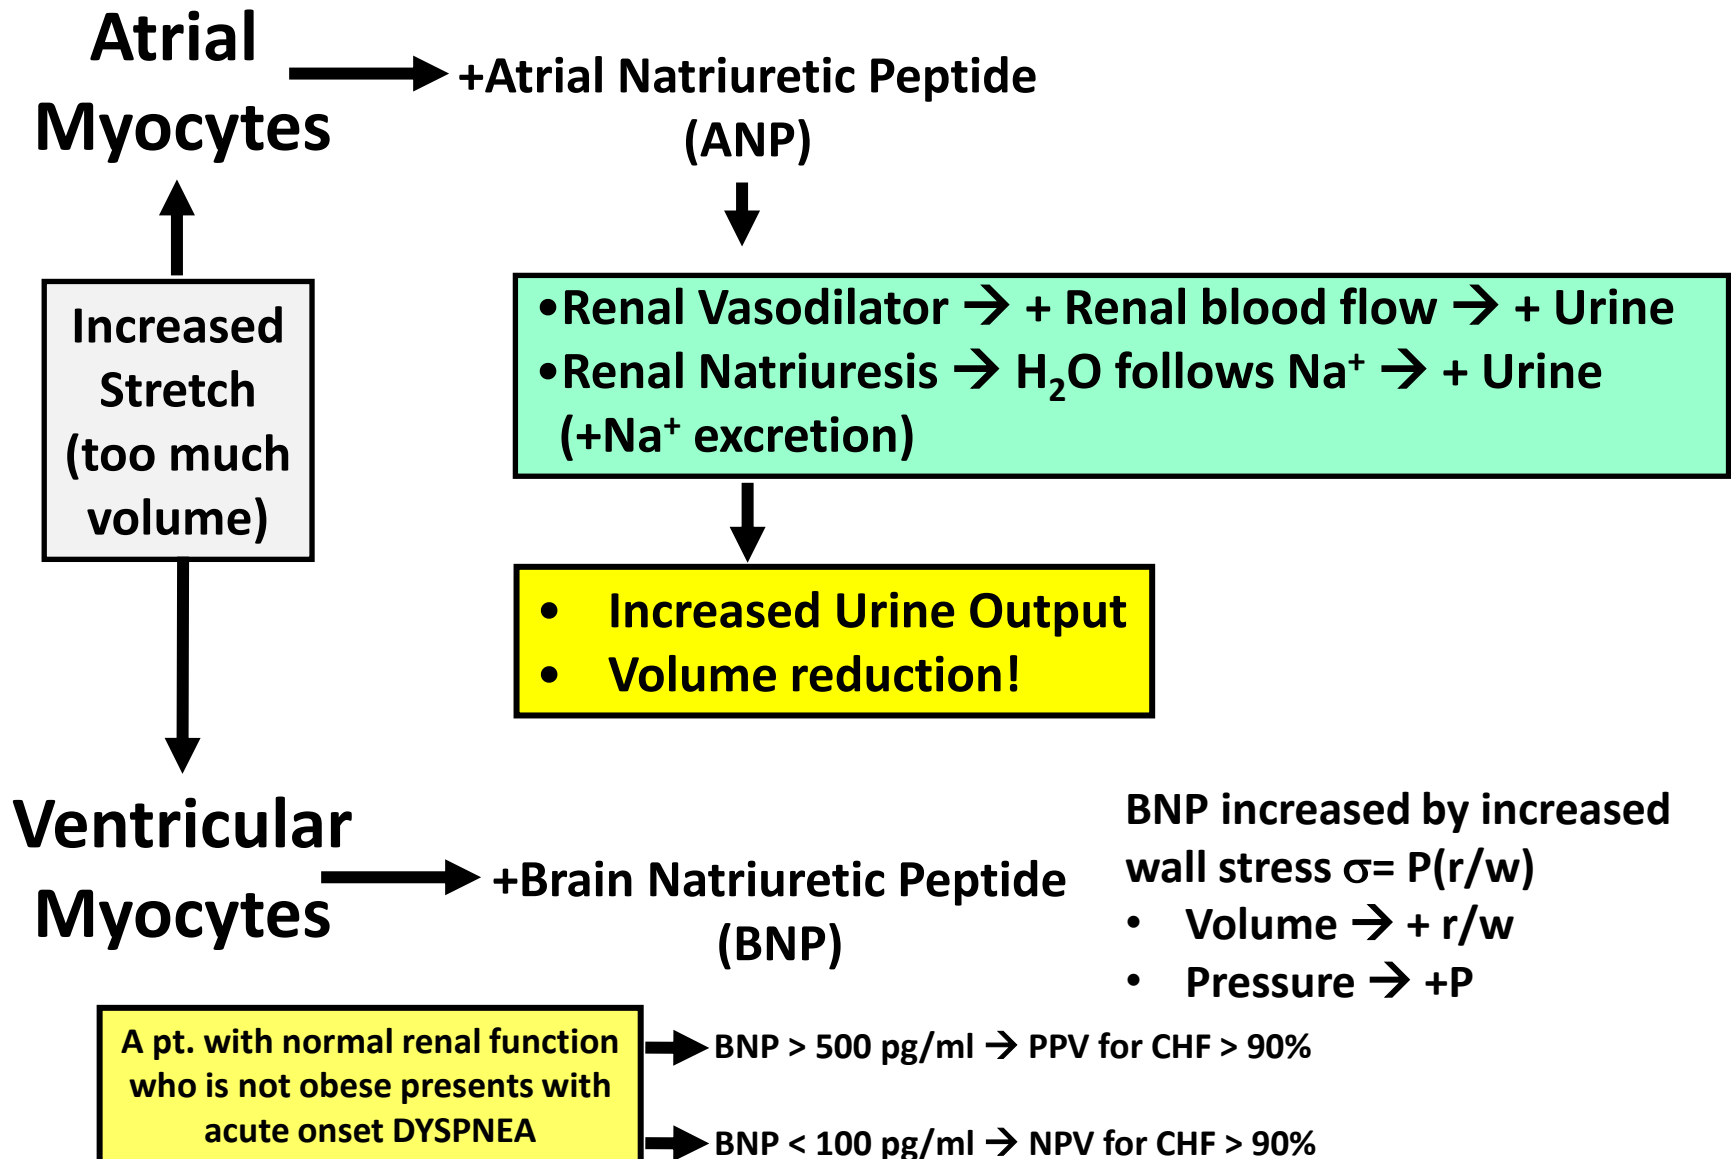 Atrial
Myocytes
+Atrial Natriuretic Peptide
(ANP)
Increased
Stretch
(too much
volume)
•Renal Vasodilator → + Renal blood flow → + Urine
•Renal Natriuresis → H₂O follows Na⁺ → + Urine
(+Na⁺ excretion)
• Increased Urine Output
• Volume reduction!
Ventricular
Myocytes
+Brain Natriuretic Peptide
(BNP)
BNP increased by increased
wall stress σ= P(r/w)
• Volume → + r/w
• Pressure → +P
A pt. with normal renal function
who is not obese presents with
acute onset DYSPNEA
BNP > 500 pg/ml → PPV for CHF > 90%
BNP < 100 pg/ml → NPV for CHF > 90%